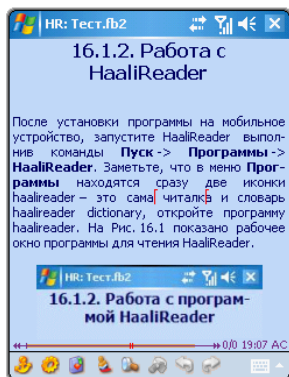 HR: Тест.fb2
16.1.2. Работа с
HaaliReader
После установки программы на мобильное
устройство, запустите HaaliReader выпол-
нив команды Пуск -> Программы ->
HaaliReader. Заметьте, что в меню Прог-
раммы находятся сразу две иконки
haalireader – это сама читалка и словарь
haalireader dictionary, откройте программу
haalireader. На Рис. 16.1 показано рабочее
окно программы для чтения HaaliReader.
HR: Тест.fb2
16.1.2. Работа с програм-
мой HaaliReader
0/0 19:07 AC